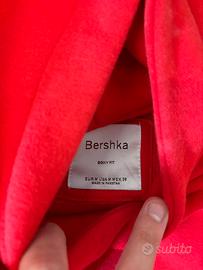 Bershka
BOXY FIT
EUR M USA M MEX 28
MADE IN PAKISTAN
subito